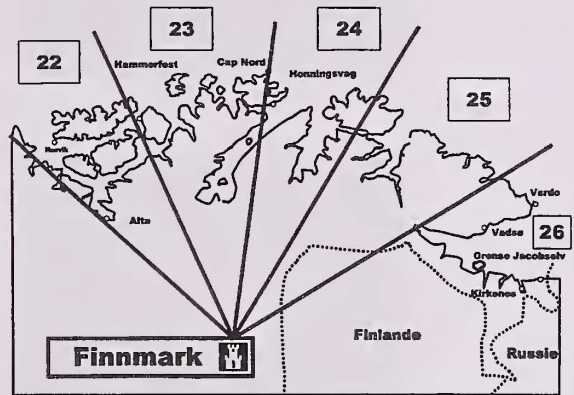 23
24
22
Hammerfest
Cap Nord
Honningsvag
25
Alta
Vardo
Vadsø
26
Grense Jacobselv
Kirkenes
Finlande
Finnmark
Russie